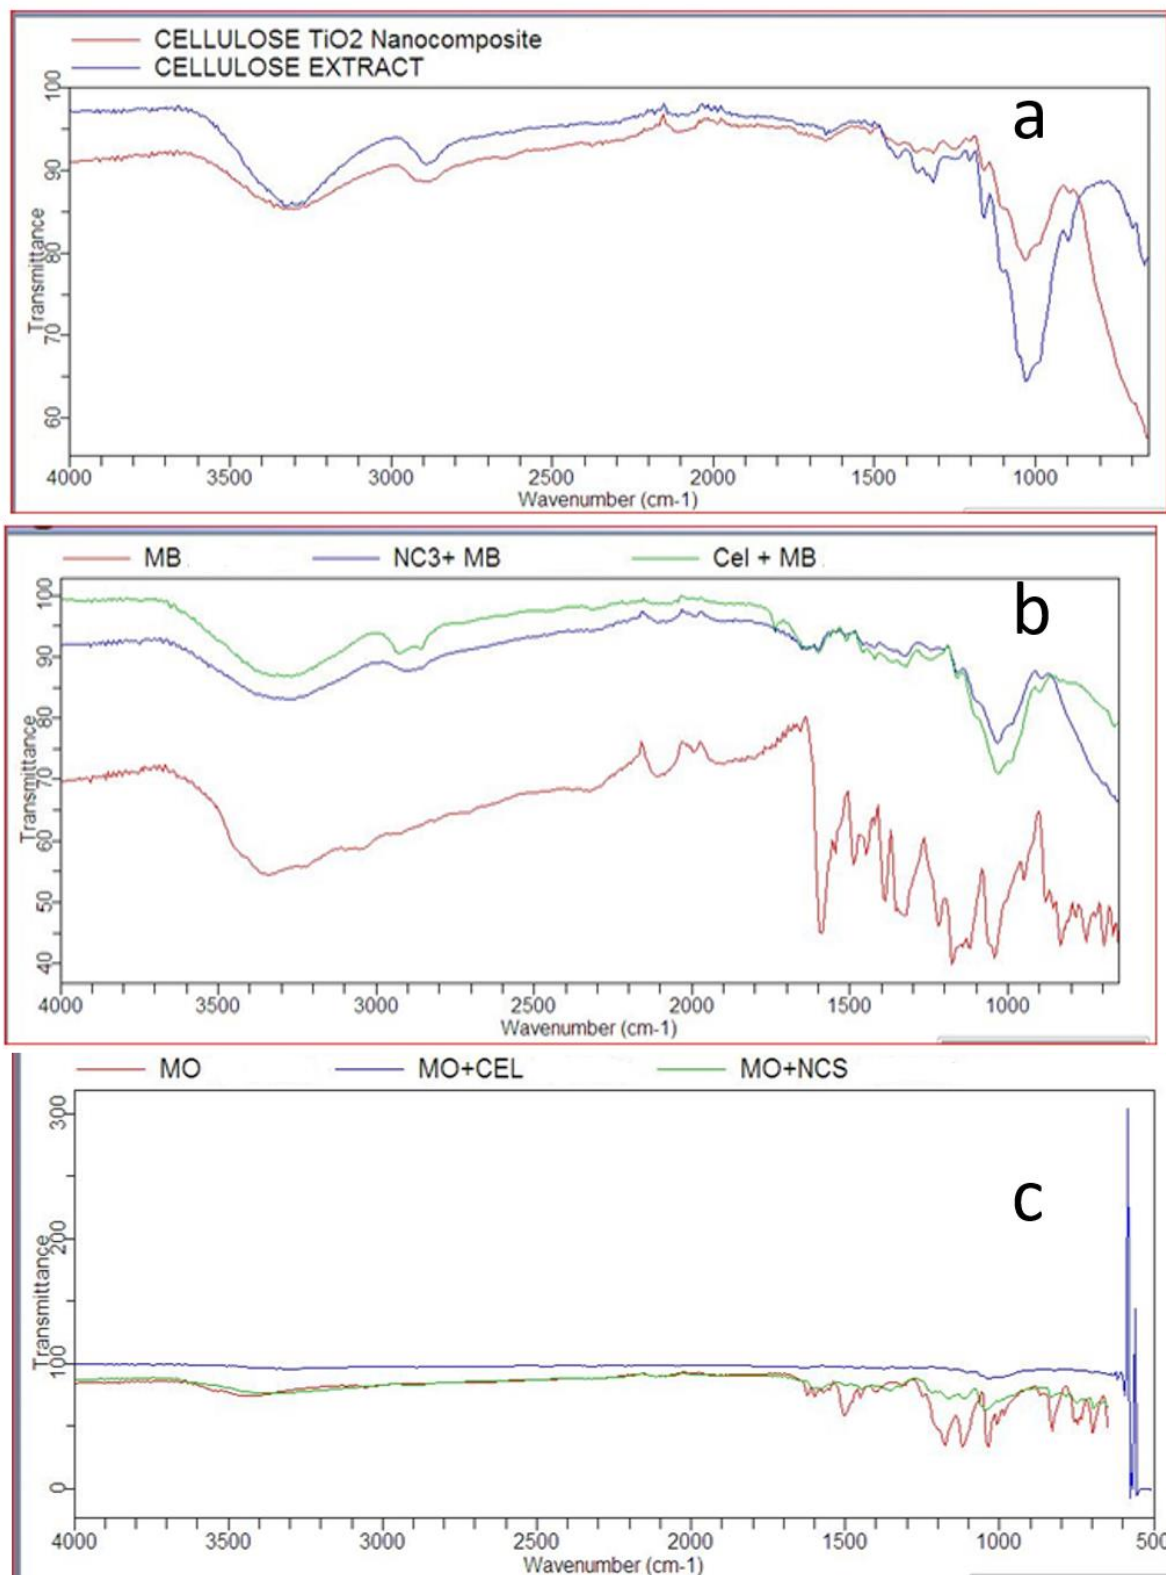 CELLULOSE TiO2 Nanocomposite
CELLULOSE EXTRACT
a
100
90
80
70
60
Transmittance
4000 3500 3000 2500 2000 1500 1000
Wavenumber (cm-1)
MB NC3+ MB Cel + MB
b
100
90
80
70
60
50
40
Transmittance
4000 3500 3000 2500 2000 1500 1000
Wavenumber (cm-1)
MO MO+CEL MO+NCS
c
300
200
100
0
Transmittance
4000 3500 3000 2500 2000 1500 1000 500
Wavenumber (cm-1)